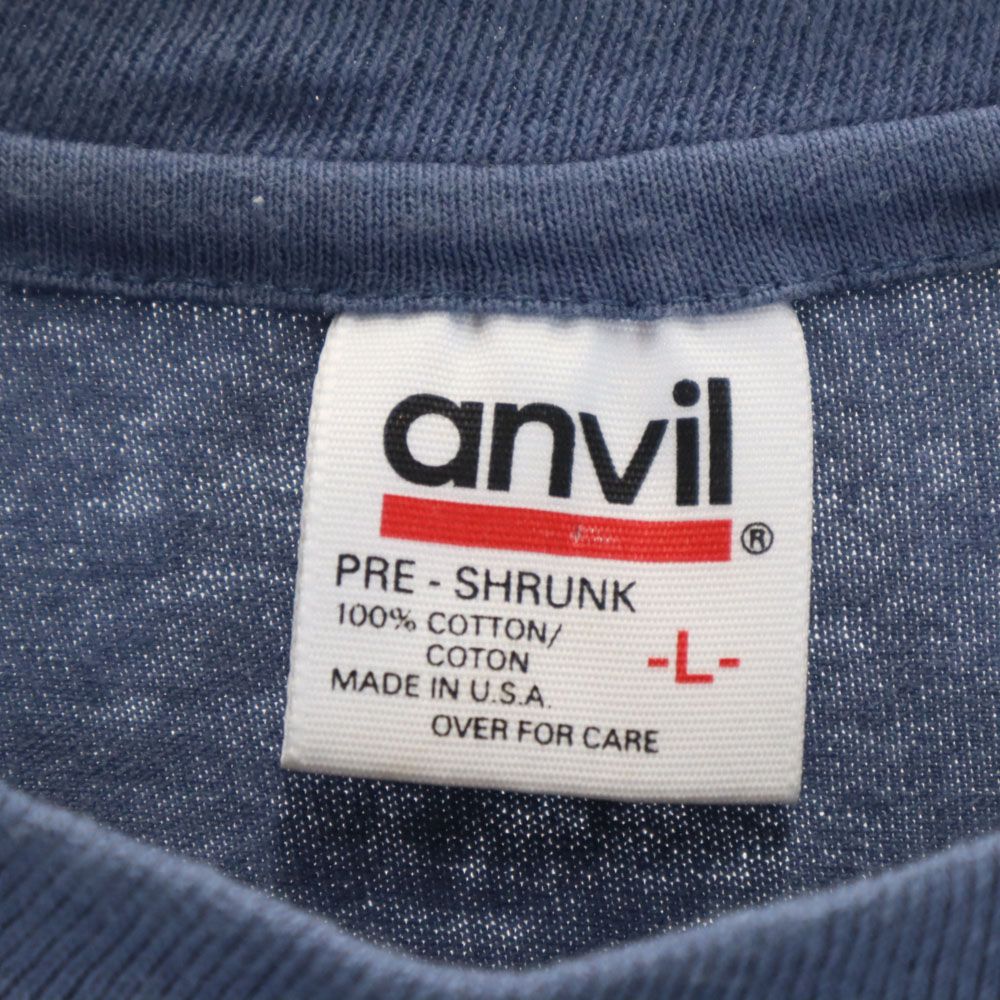 anvil
®
PRE - SHRUNK
100% COTTON/
COTON
-L-
MADE IN U.S.A.
OVER FOR CARE